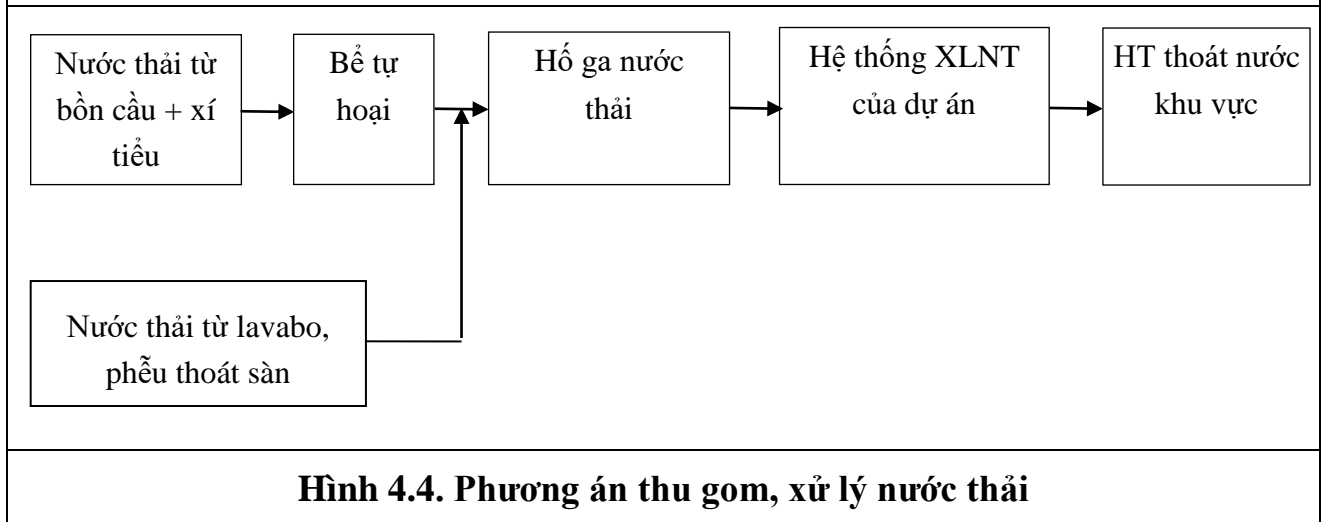 Nước thải từ
bồn cầu + xí
tiểu
Bể tự
hoại
Hố ga nước
thải
Hệ thống XLNT
của dự án
HT thoát nước
khu vực
Nước thải từ lavabo,
phễu thoát sàn
Hình 4.4. Phương án thu gom, xử lý nước thải